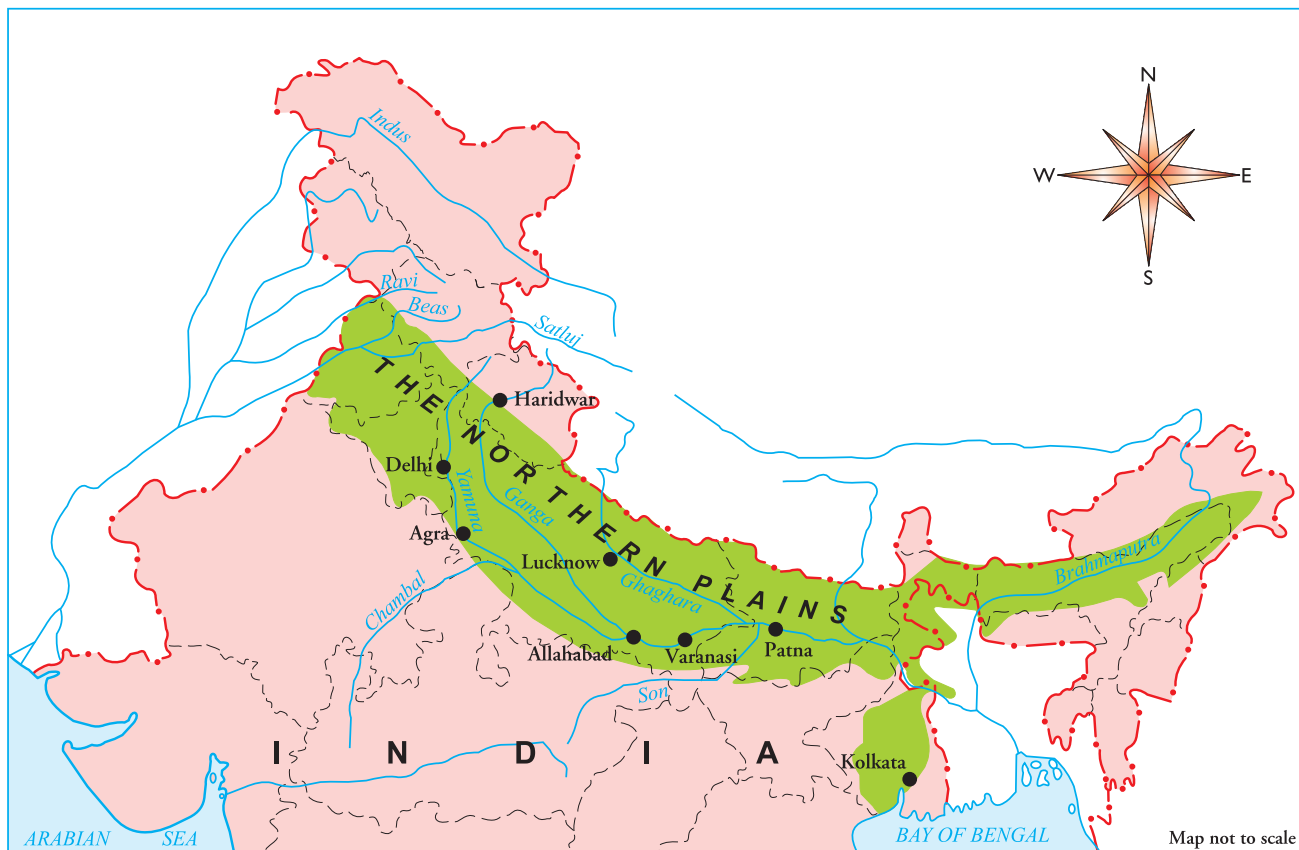 N
W E
S
Indus
Ravi
Beas
Satluj
THE NORTHERN PLAINS
Haridwar
Delhi
Yamuna
Ganga
Agra
Lucknow
Ghaghara
Chambal
Brahmaputra
Allahabad
Varanasi
Patna
Son
INDIA
Kolkata
ARABIAN SEA
BAY OF BENGAL
Map not to scale